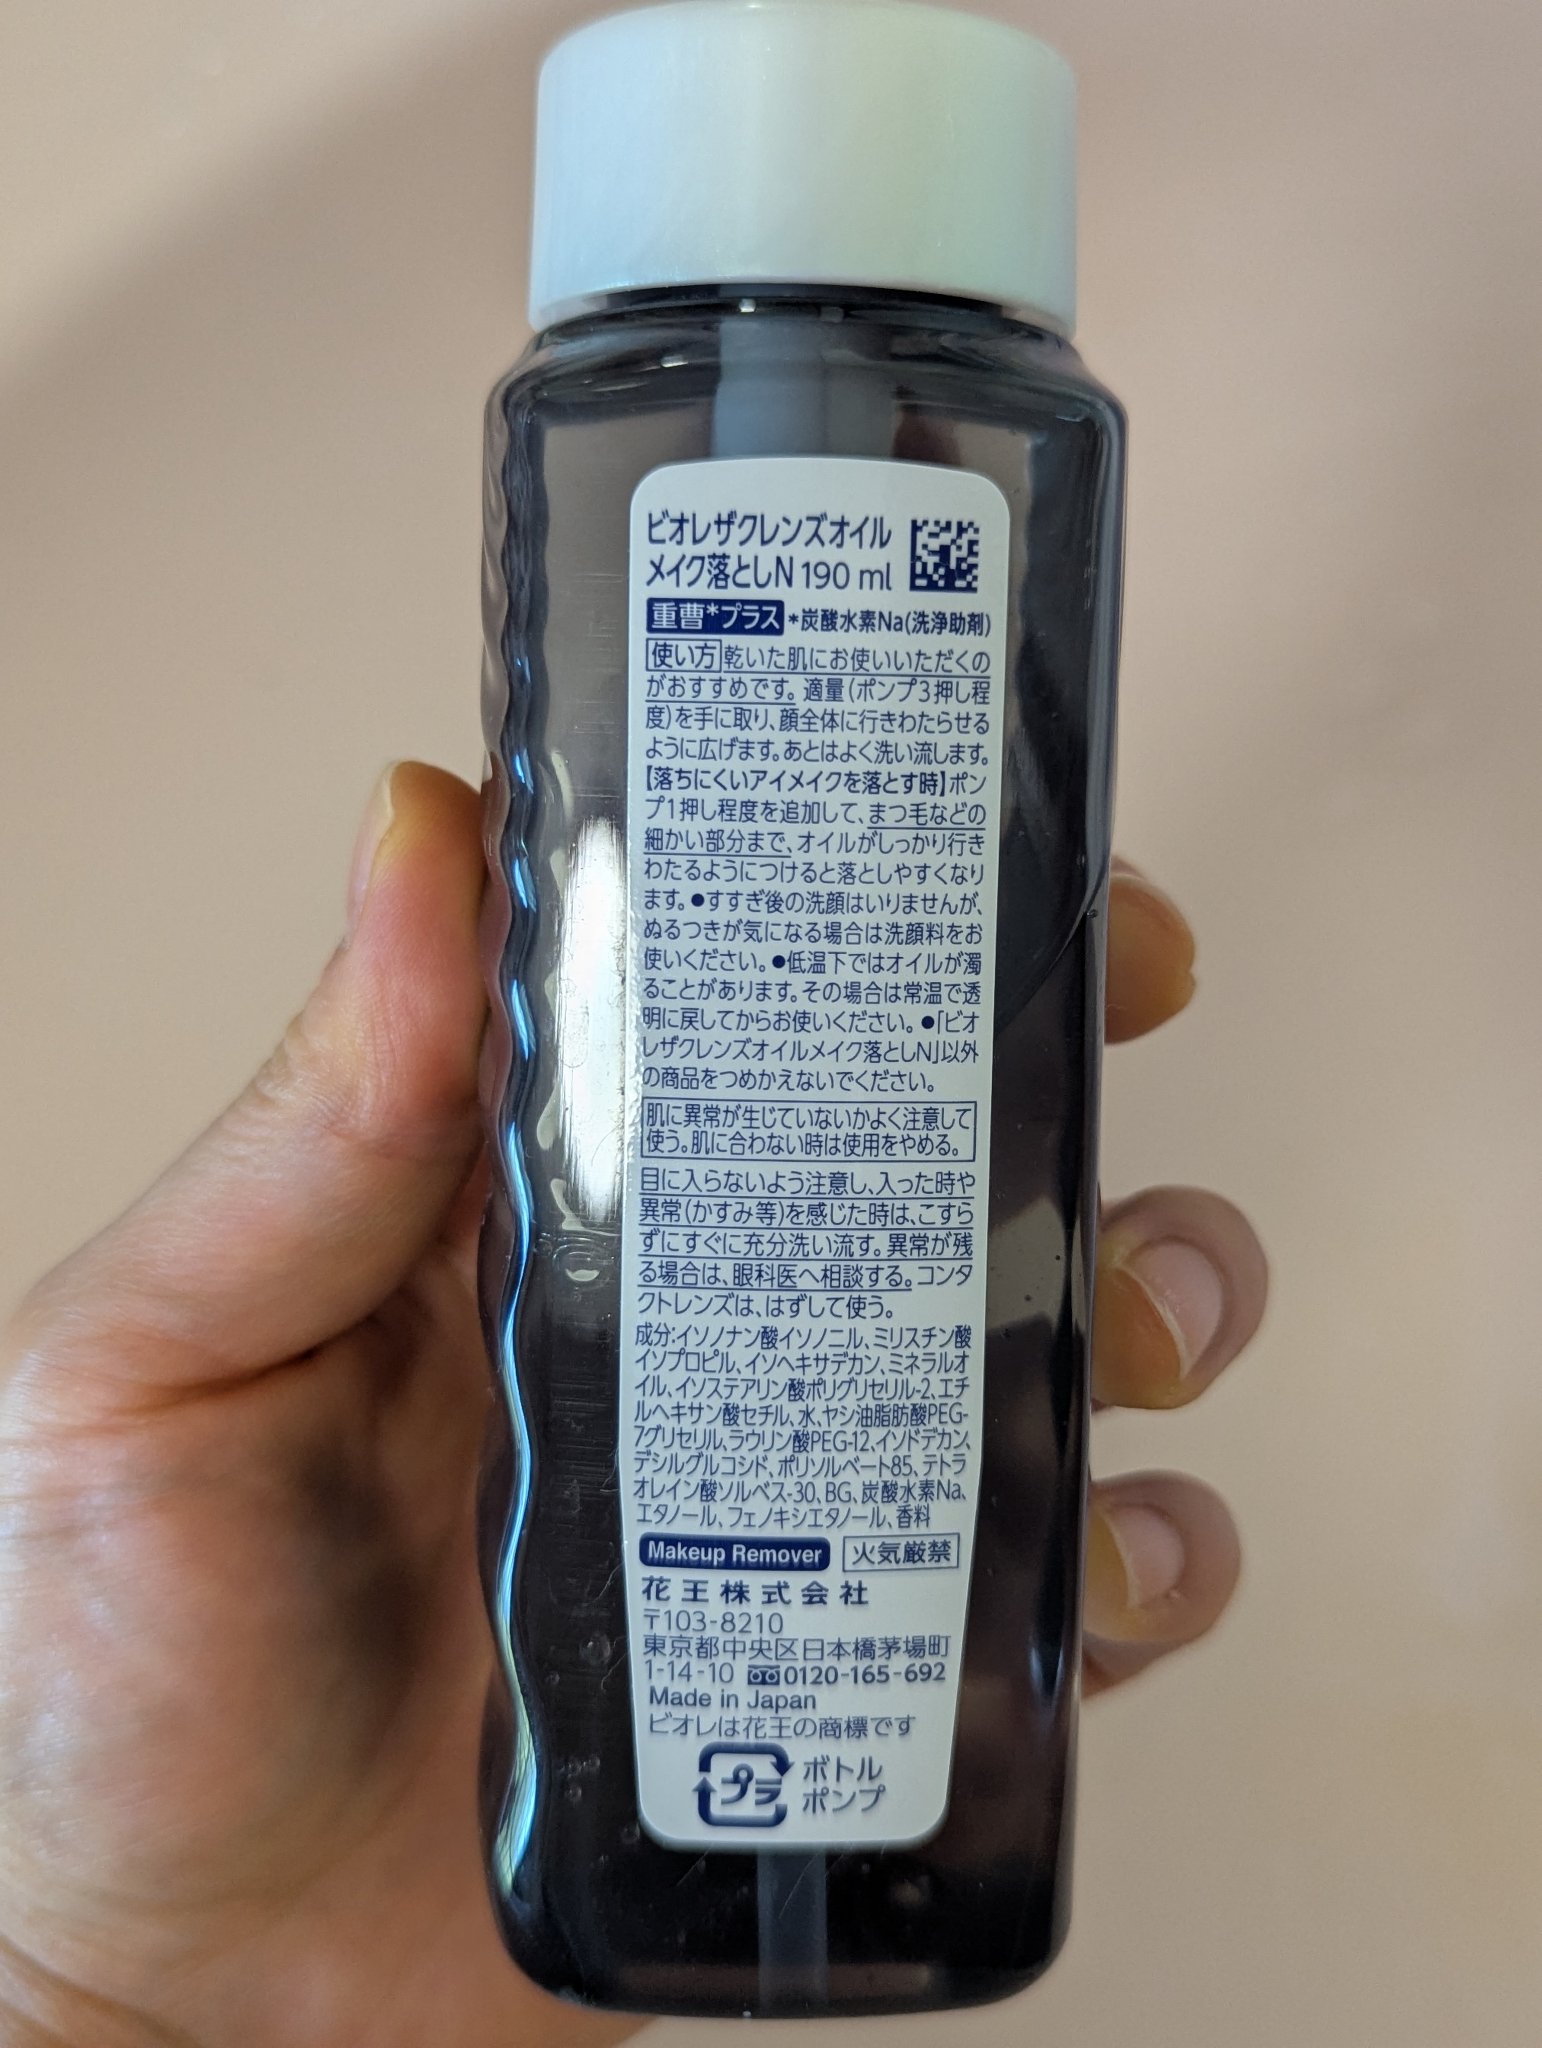 ビオレザクレンズオイル
メイク落としN 190 ml
重曹*プラス *炭酸水素Na(洗浄助剤)
使い方 乾いた肌にお使いいただくの
がおすすめです。適量(ポンプ3押し程
度)を手に取り、顔全体に行きわたらせる
ように広げます。あとはよく洗い流します。
【落ちにくいアイメイクを落とす時】ポン
プ1押し程度を追加して、まつ毛などの
細かい部分まで、オイルがしっかり行き
わたるようにつけると落としやすくなり
ます。●すすぎ後の洗顔はいりませんが、
ぬるつきが気になる場合は洗顔料をお
使いください。●低温下ではオイルが濁
ることがあります。その場合は常温で透
明に戻してからお使いください。●「ビオ
レザクレンズオイルメイク落としN」以外
の商品をつめかえないでください。
肌に異常が生じていないかよく注意して
使う。肌に合わない時は使用をやめる。
目に入らないよう注意し、入った時や
異常(かすみ等)を感じた時は、こすら
ずにすぐに充分洗い流す。異常が残
る場合は、眼科医へ相談する。コンタ
クトレンズは、はずして使う。
成分:イソノナン酸イソノニル、ミリスチン酸
イソプロピル、イソヘキサデカン、ミネラルオ
イル、イソステアリン酸ポリグリセリル-2、エチ
ルヘキサン酸セチル、水、ヤシ油脂肪酸PEG-
7グリセリル、ラウリン酸PEG-12、イソドデカン、
デシルグルコシド、ポリソルベート85、テトラ
オレイン酸ソルベス-30、BG、炭酸水素Na、
エタノール、フェノキシエタノール、香料
Makeup Remover 火気厳禁
花王株式会社
〒103-8210
東京都中央区日本橋茅場町
1-14-10 0120-165-692
Made in Japan
ビオレは花王の商標です
プラ ボトル
ポンプ